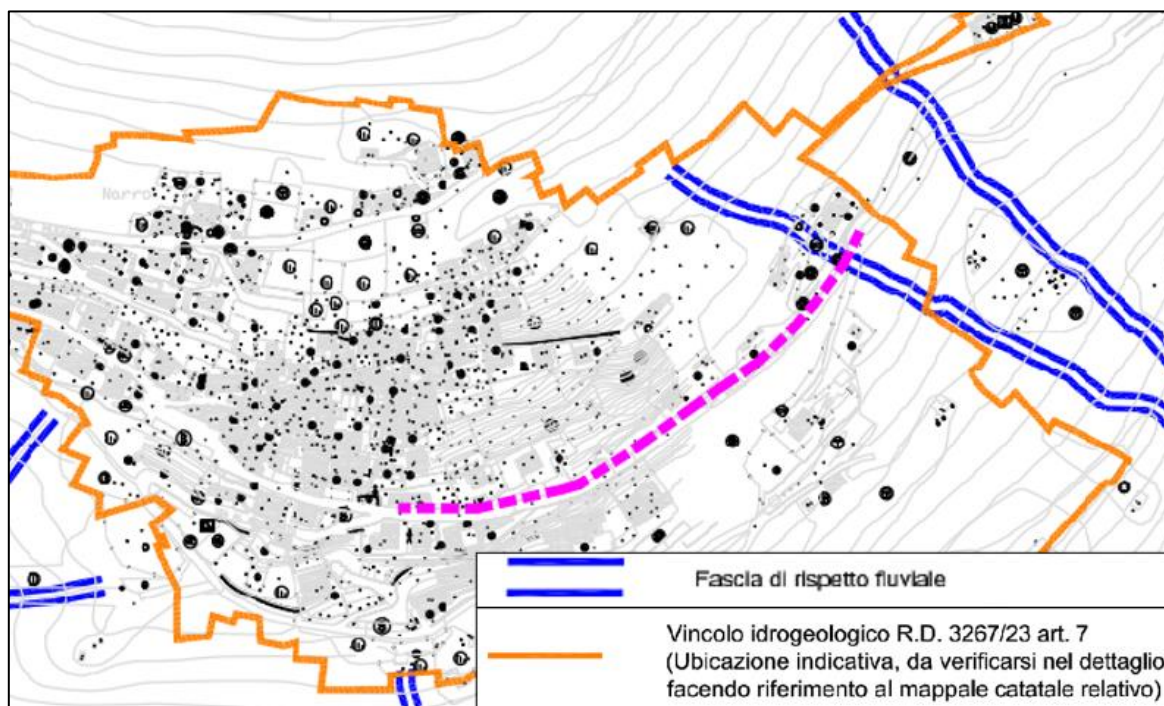 Narro
Fascia di rispetto fluviale
Vincolo idrogeologico R.D. 3267/23 art. 7
(Ubicazione indicativa, da verificarsi nel dettaglio
facendo riferimento al mappale catatale relativo)